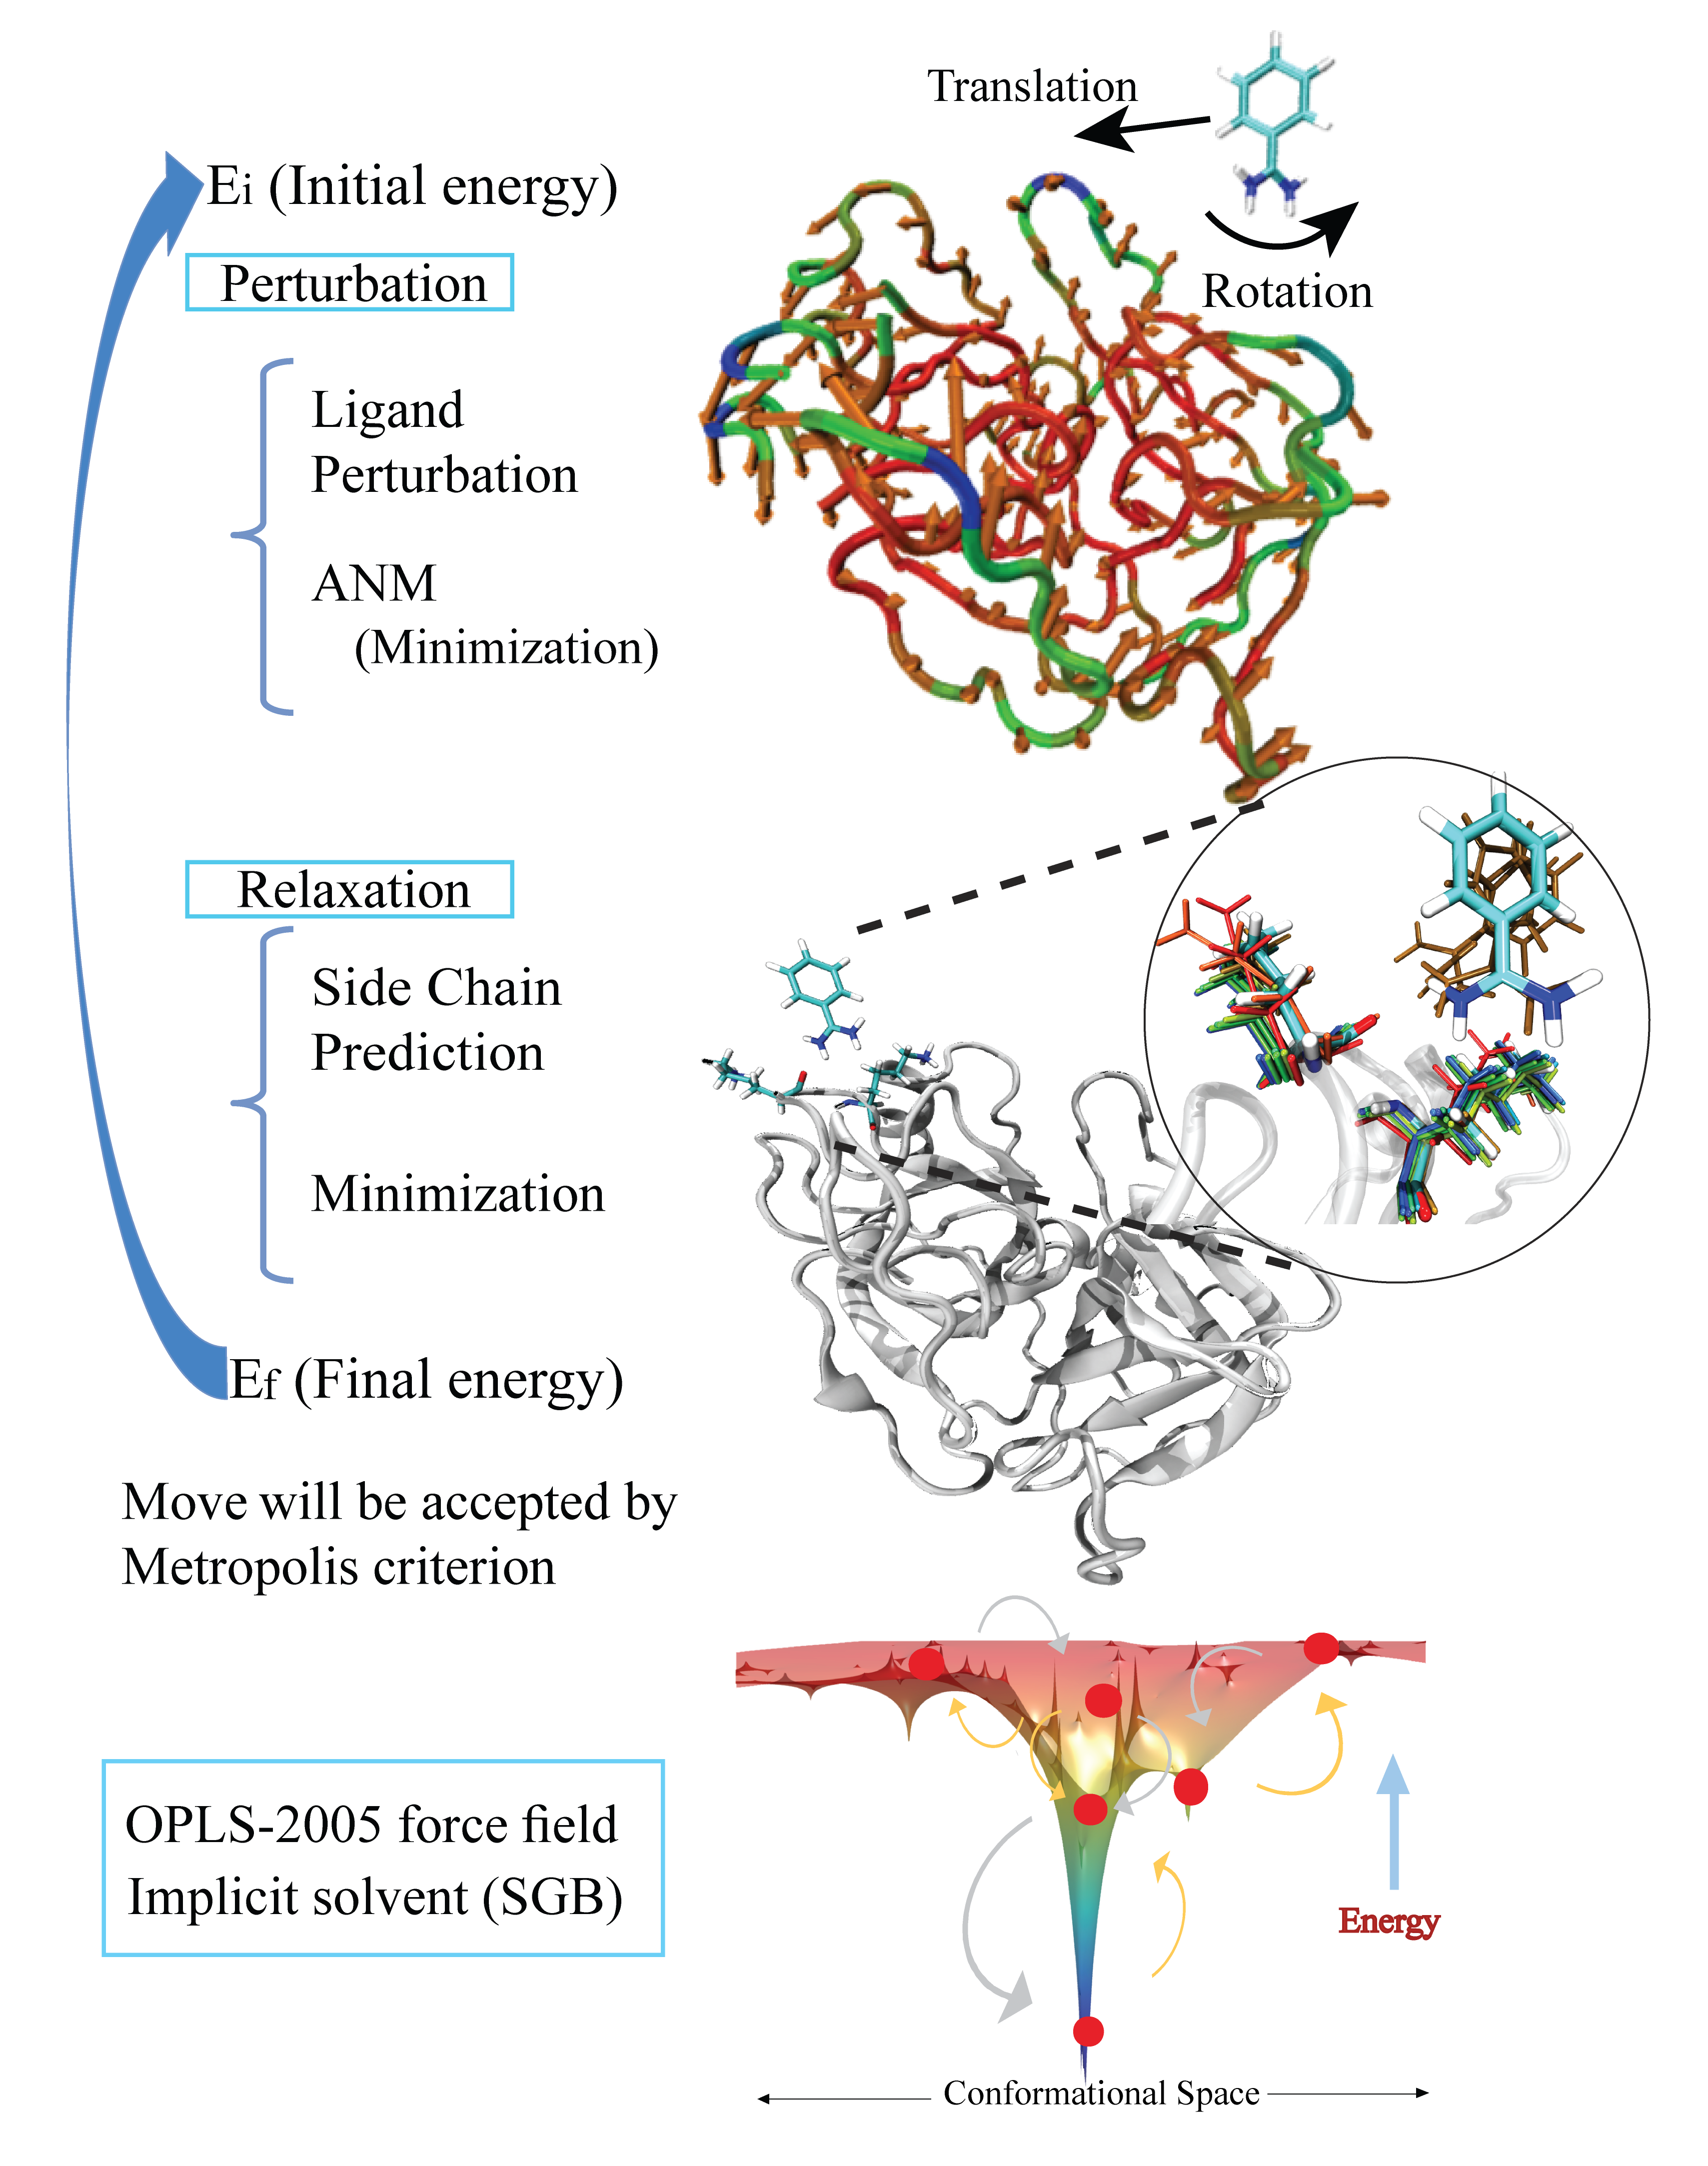 Translation
Ei (Initial energy)
Perturbation
Rotation
Ligand
Perturbation
ANM
(Minimization)
Relaxation
Side Chain
Prediction
Minimization
Ef (Final energy)
Move will be accepted by
Metropolis criterion
OPLS-2005 force field
Implicit solvent (SGB)
Energy
Conformational Space